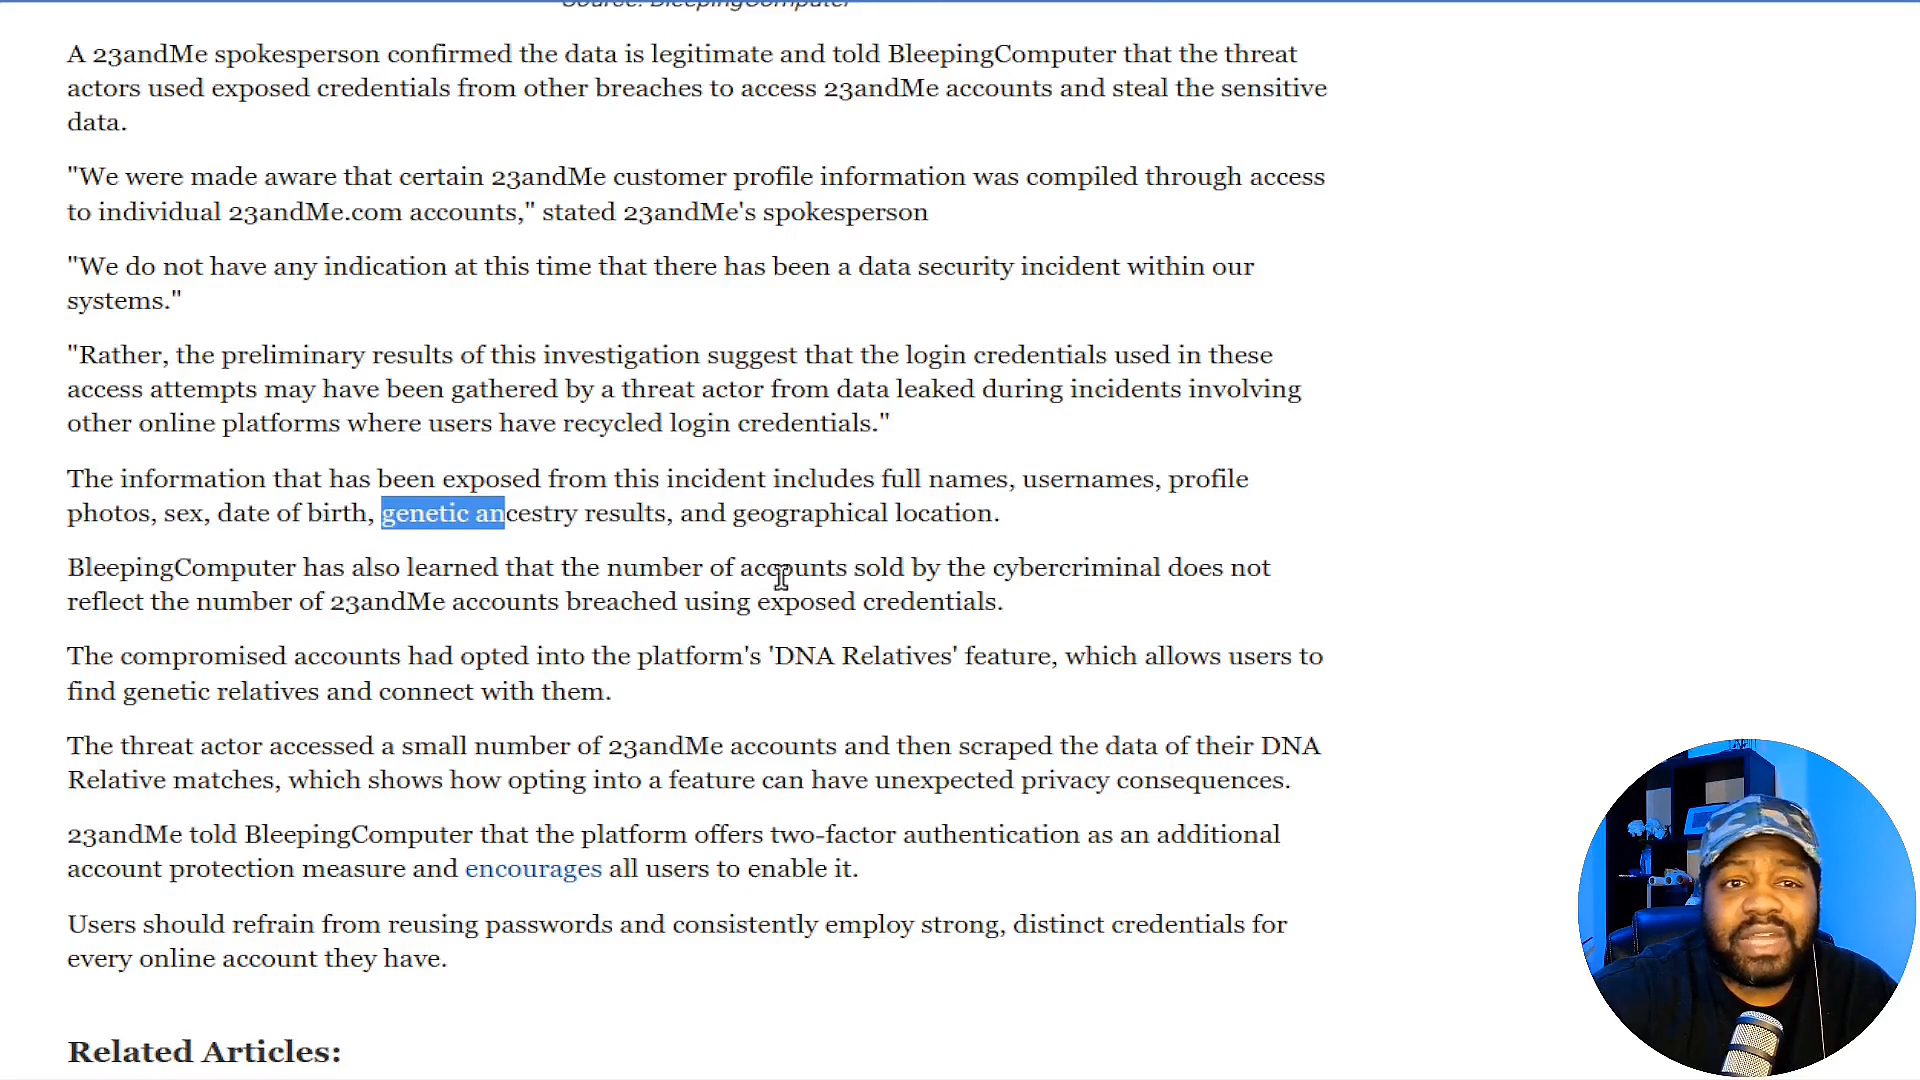 Source: BleepingComputer
A 23andMe spokesperson confirmed the data is legitimate and told BleepingComputer that the threat
actors used exposed credentials from other breaches to access 23andMe accounts and steal the sensitive
data.
"We were made aware that certain 23andMe customer profile information was compiled through access
to individual 23andMe.com accounts," stated 23andMe's spokesperson
"We do not have any indication at this time that there has been a data security incident within our
systems."
"Rather, the preliminary results of this investigation suggest that the login credentials used in these
access attempts may have been gathered by a threat actor from data leaked during incidents involving
other online platforms where users have recycled login credentials."
The information that has been exposed from this incident includes full names, usernames, profile
photos, sex, date of birth, genetic ancestry results, and geographical location.
BleepingComputer has also learned that the number of accounts sold by the cybercriminal does not
reflect the number of 23andMe accounts breached using exposed credentials.
The compromised accounts had opted into the platform's 'DNA Relatives' feature, which allows users to
find genetic relatives and connect with them.
The threat actor accessed a small number of 23andMe accounts and then scraped the data of their DNA
Relative matches, which shows how opting into a feature can have unexpected privacy consequences.
23andMe told BleepingComputer that the platform offers two-factor authentication as an additional
account protection measure and encourages all users to enable it.
Users should refrain from reusing passwords and consistently employ strong, distinct credentials for
every online account they have.
Related Articles: